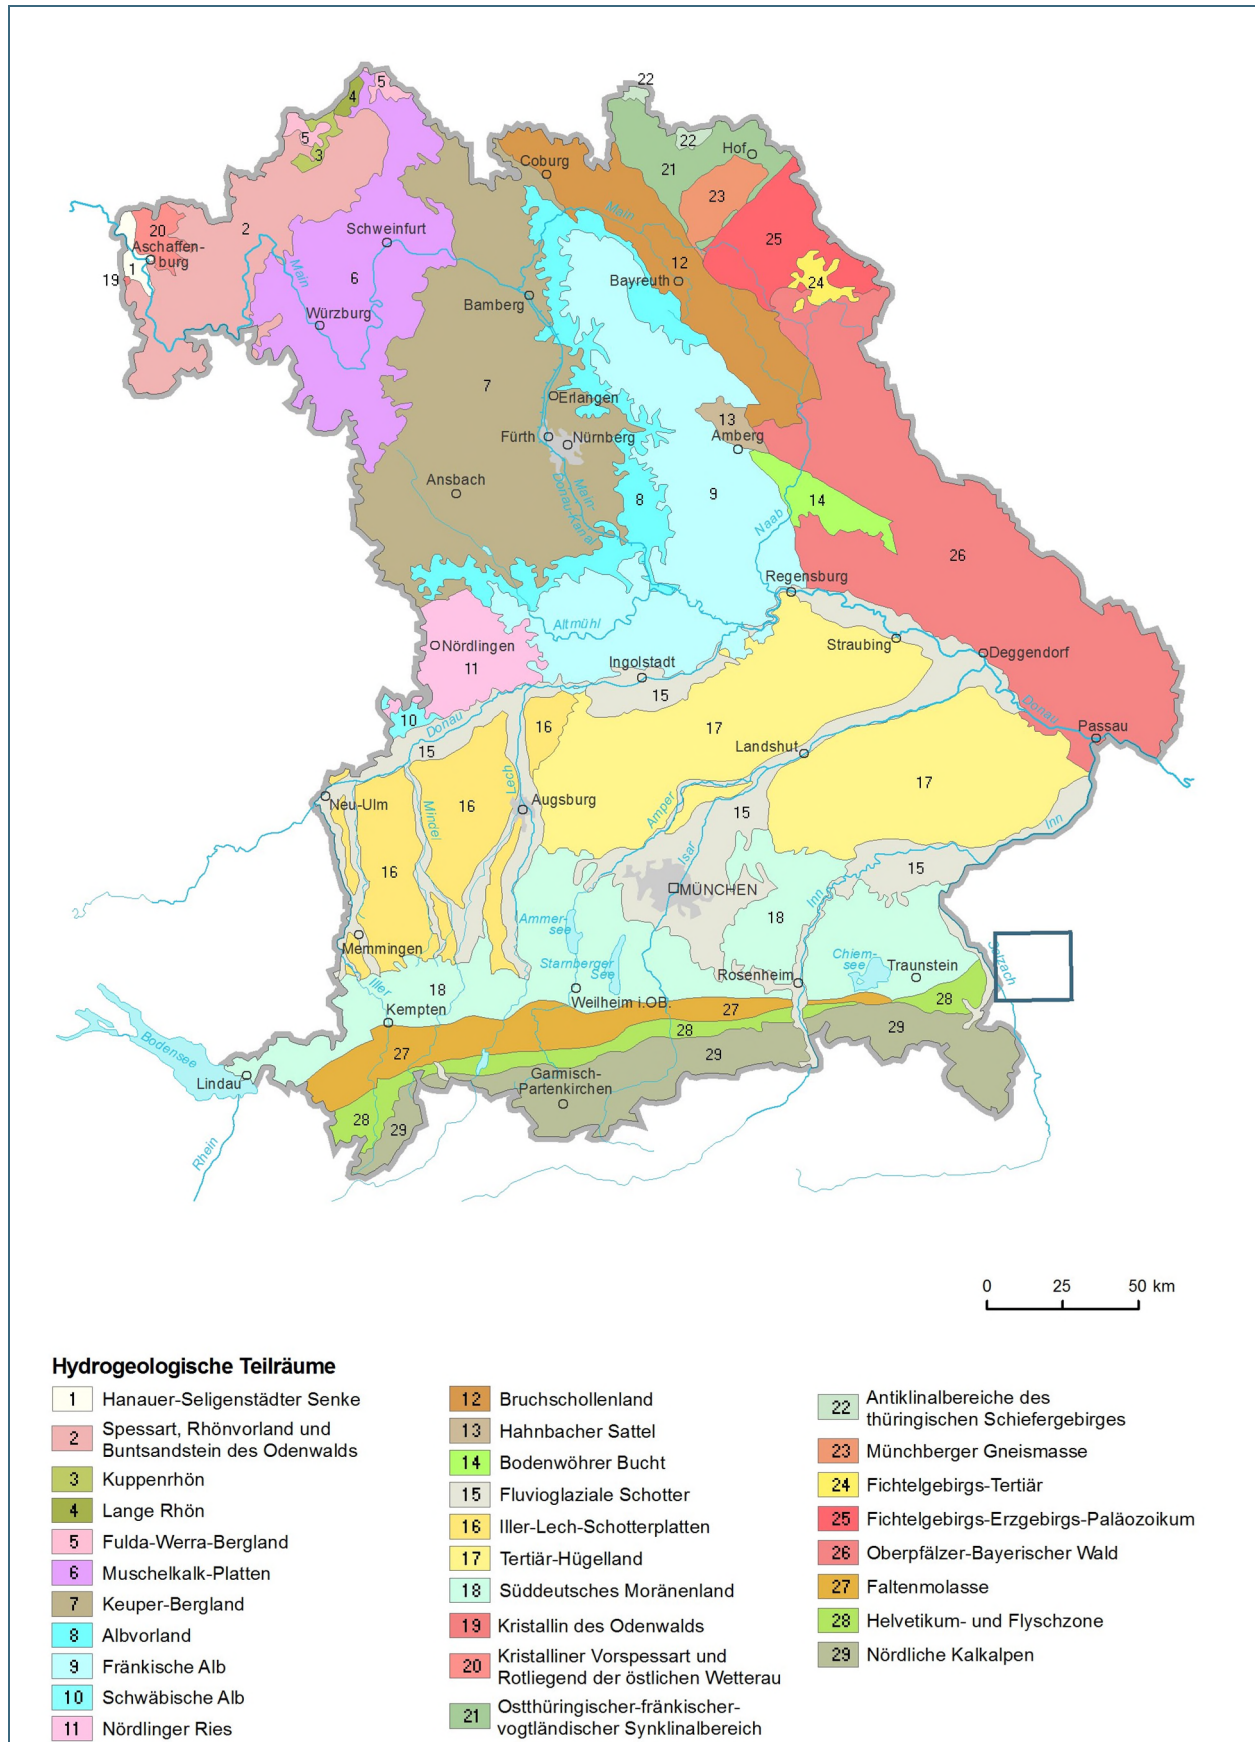 22
5
4
5
22
Coburg
Hof
3
21
23
20
2
Main
Schweinfurt
25
Aschaffen-
burg
1
12
19
Main
6
Bayreuth
24
Bamberg
Würzburg
7
Erlangen
13
Fürth
Nürnberg
Amberg
Ansbach
Main-
Donau-Kanal
8
9
14
Naab
26
Regensburg
Altmühl
Straubing
Nördlingen
Deggendorf
11
Ingolstadt
15
Donau
10
Donau
16
17
Passau
15
Landshut
Lech
17
Neu-Ulm
Mindel
16
Augsburg
Amper
15
Inn
Isar
16
15
MÜNCHEN
Inn
Ammer-
see
18
Memmingen
Salzach
Starnberger
See
Chiem-
see
Traunstein
Rosenheim
Iller
18
Weilheim i.OB.
28
Kempten
27
28
29
Bodensee
27
29
Lindau
Garmisch-
Partenkirchen
28
29
Rhein
0 25 50 km
Hydrogeologische Teilräume
1 Hanauer-Seligenstädter Senke
2 Spessart, Rhönvorland und
Buntsandstein des Odenwalds
3 Kuppenrhön
4 Lange Rhön
5 Fulda-Werra-Bergland
6 Muschelkalk-Platten
7 Keuper-Bergland
8 Albvorland
9 Fränkische Alb
10 Schwäbische Alb
11 Nördlinger Ries
12 Bruchschollenland
13 Hahnbacher Sattel
14 Bodenwöhrer Bucht
15 Fluvioglaziale Schotter
16 Iller-Lech-Schotterplatten
17 Tertiär-Hügelland
18 Süddeutsches Moränenland
19 Kristallin des Odenwalds
20 Kristalliner Vorspessart und
Rotliegend der östlichen Wetterau
21 Ostthüringischer-fränkischer-
vogtländischer Synklinalbereich
22 Antiklinalbereiche des
thüringischen Schiefergebirges
23 Münchberger Gneismasse
24 Fichtelgebirgs-Tertiär
25 Fichtelgebirgs-Erzgebirgs-Paläozoikum
26 Oberpfälzer-Bayerischer Wald
27 Faltenmolasse
28 Helvetikum- und Flyschzone
29 Nördliche Kalkalpen